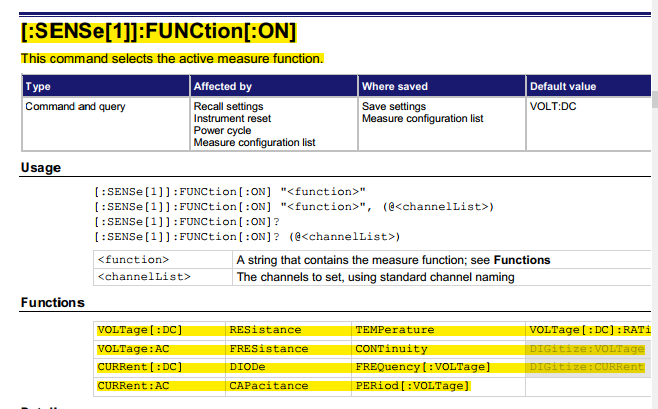 [:SENSe[1]]:FUNCtion[:ON]
This command selects the active measure function.
Type Affected by Where saved Default value
Command and query Recall settings Save settings VOLT:DC
Instrument reset Measure configuration list
Power cycle
Measure configuration list
Usage
[:SENSe[1]]:FUNCtion[:ON] "<function>"
[:SENSe[1]]:FUNCtion[:ON] "<function>", (@<channelList>)
[:SENSe[1]]:FUNCtion[:ON]?
[:SENSe[1]]:FUNCtion[:ON]? (@<channelList>)
<function> A string that contains the measure function; see Functions
<channelList> The channels to set, using standard channel naming
Functions
VOLTage[:DC] RESistance TEMPerature VOLTage[:DC]:RATi
VOLTage:AC FRESistance CONTinuity DIGitize:VOLTage
CURRent[:DC] DIODe FREQuency[:VOLTage] DIGitize:CURRent
CURRent:AC CAPacitance PERiod[:VOLTage]